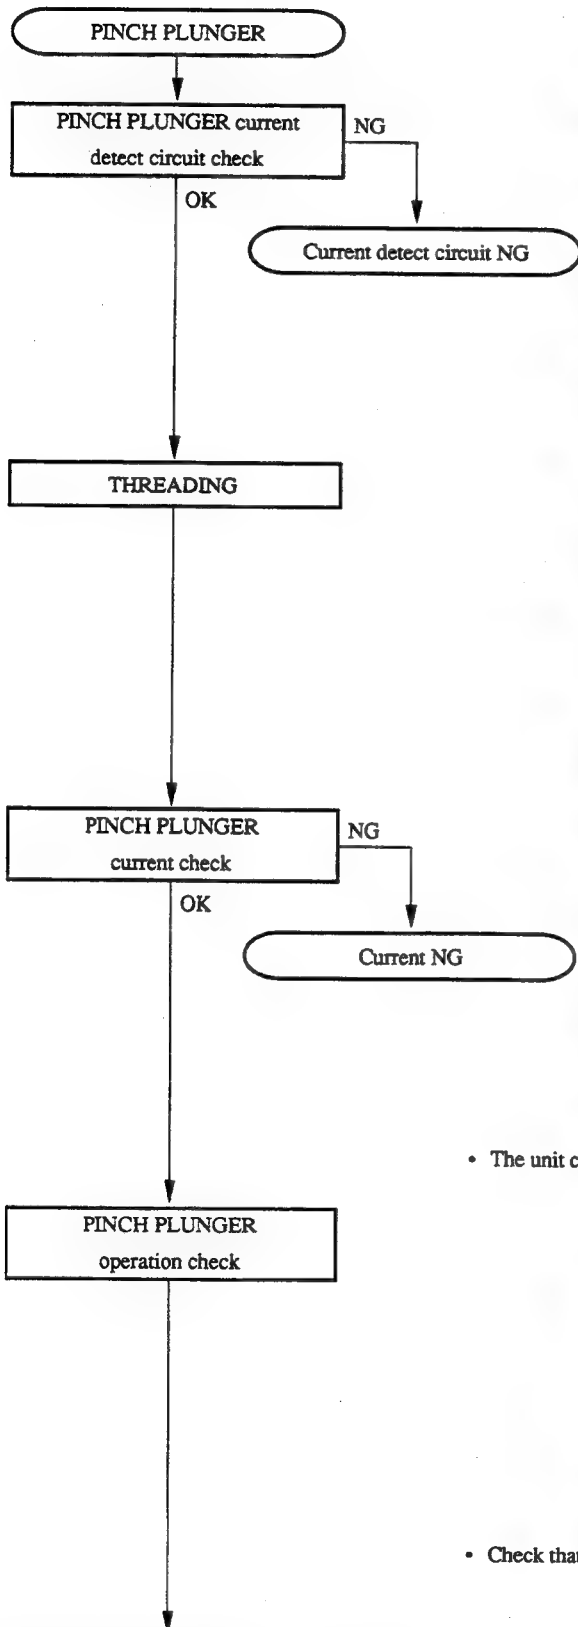 PINCH PLUNGER
PINCH PLUNGER current
detect circuit check
NG
OK
Current detect circuit NG
THREADING
PINCH PLUNGER
current check
NG
OK
Current NG
• The unit c
PINCH PLUNGER
operation check
• Check that